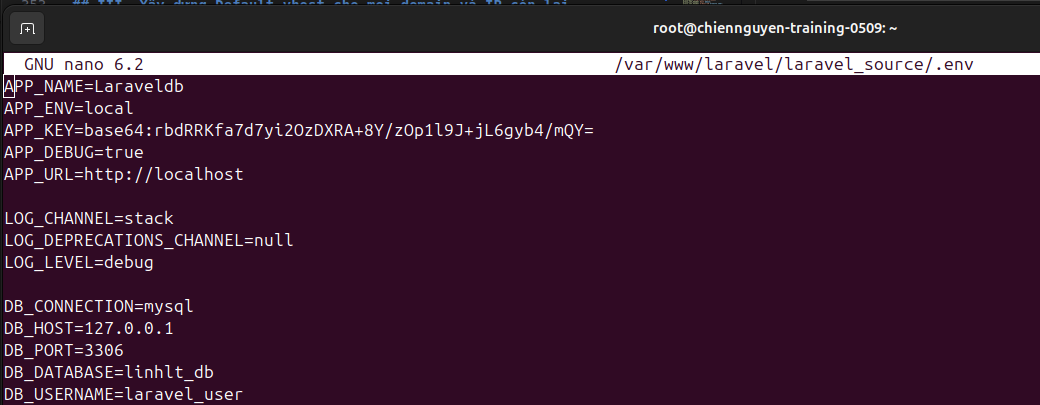 ## III. Xây dựng Default vhost cho mọi domain và IP còn lại
root@chiennguyen-training-0509: ~
GNU nano 6.2 /var/www/laravel/laravel_source/.env
APP_NAME=Laraveldb
APP_ENV=local
APP_KEY=base64:rbdRRKfa7d7yi2OzDXRA+8Y/zOp1l9J+jL6gyb4/mQY=
APP_DEBUG=true
APP_URL=http://localhost
LOG_CHANNEL=stack
LOG_DEPRECATIONS_CHANNEL=null
LOG_LEVEL=debug
DB_CONNECTION=mysql
DB_HOST=127.0.0.1
DB_PORT=3306
DB_DATABASE=linhlt_db
DB_USERNAME=laravel_user